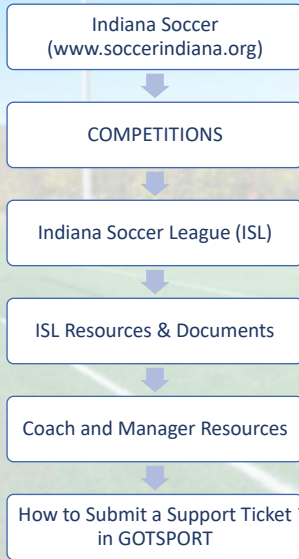 Indiana Soccer
(www.soccerindiana.org)
COMPETITIONS
Indiana Soccer League (ISL)
ISL Resources & Documents
Coach and Manager Resources
How to Submit a Support Ticket
in GOTSPORT